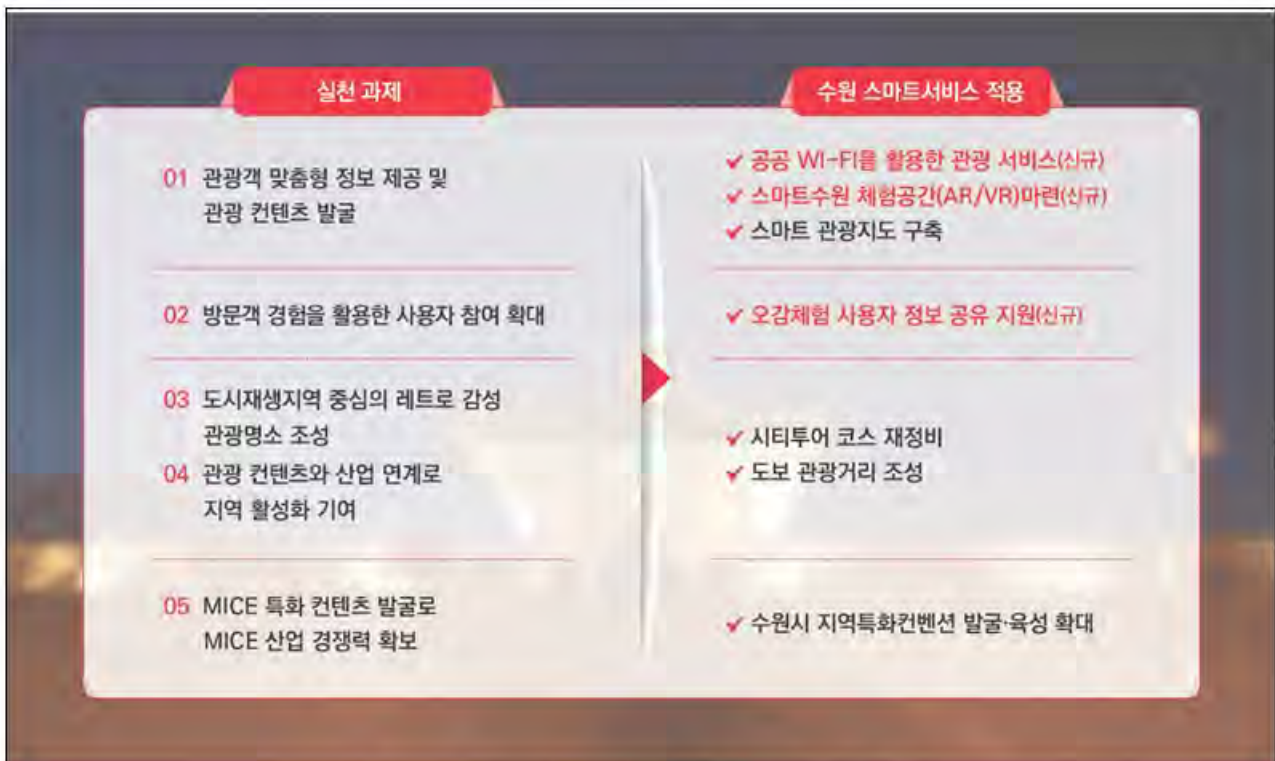 실천 과제
01 관광객 맞춤형 정보 제공 및
관광 컨텐츠 발굴
02 방문객 경험을 활용한 사용자 참여 확대
03 도시재생지역 중심의 레트로 감성
관광명소 조성
04 관광 컨텐츠와 산업 연계로
지역 활성화 기여
05 MICE 특화 컨텐츠 발굴로
MICE 산업 경쟁력 확보
수원 스마트서비스 적용
✓ 공공 WI-FI을 활용한 관광 서비스(신규)
✓ 스마트수원 체험공간(AR/VR)마련(신규)
✓ 스마트 관광지도 구축
✓ 오감체험 사용자 정보 공유 지원(신규)
✓ 시티투어 코스 재정비
✓ 도보 관광거리 조성
✓ 수원시 지역특화컨벤션 발굴·육성 확대